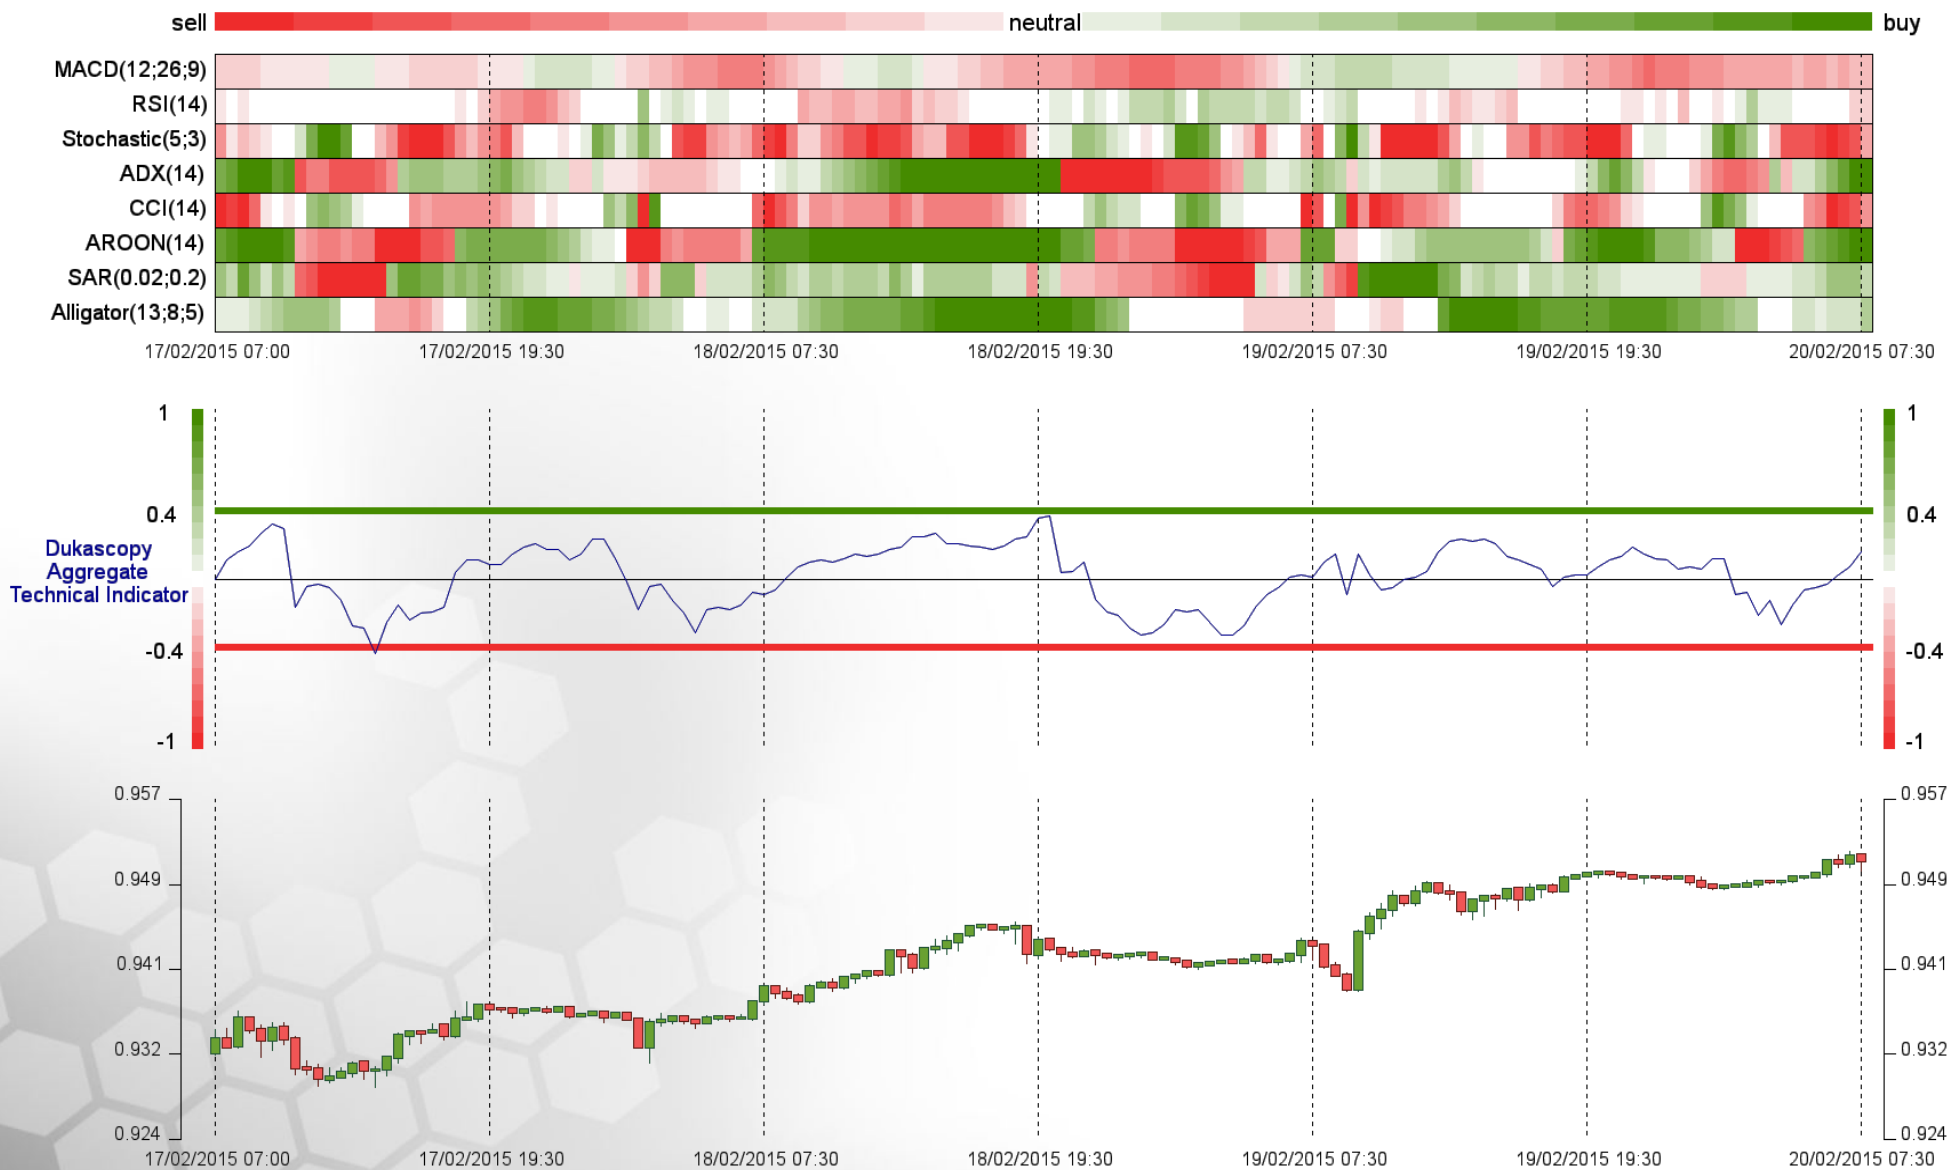 sell neutral buy
MACD(12;26;9)
RSI(14)
Stochastic(5;3)
ADX(14)
CCI(14)
AROON(14)
SAR(0.02;0.2)
Alligator(13;8;5)
17/02/2015 07:00 17/02/2015 19:30 18/02/2015 07:30 18/02/2015 19:30 19/02/2015 07:30 19/02/2015 19:30 20/02/2015 07:30
1 1
0.4 0.4
Dukascopy
Aggregate
Technical Indicator
-0.4 -0.4
-1 -1
0.957 0.957
0.949 0.949
0.941 0.941
0.932 0.932
0.924 0.924
17/02/2015 07:00 17/02/2015 19:30 18/02/2015 07:30 18/02/2015 19:30 19/02/2015 07:30 19/02/2015 19:30 20/02/2015 07:30